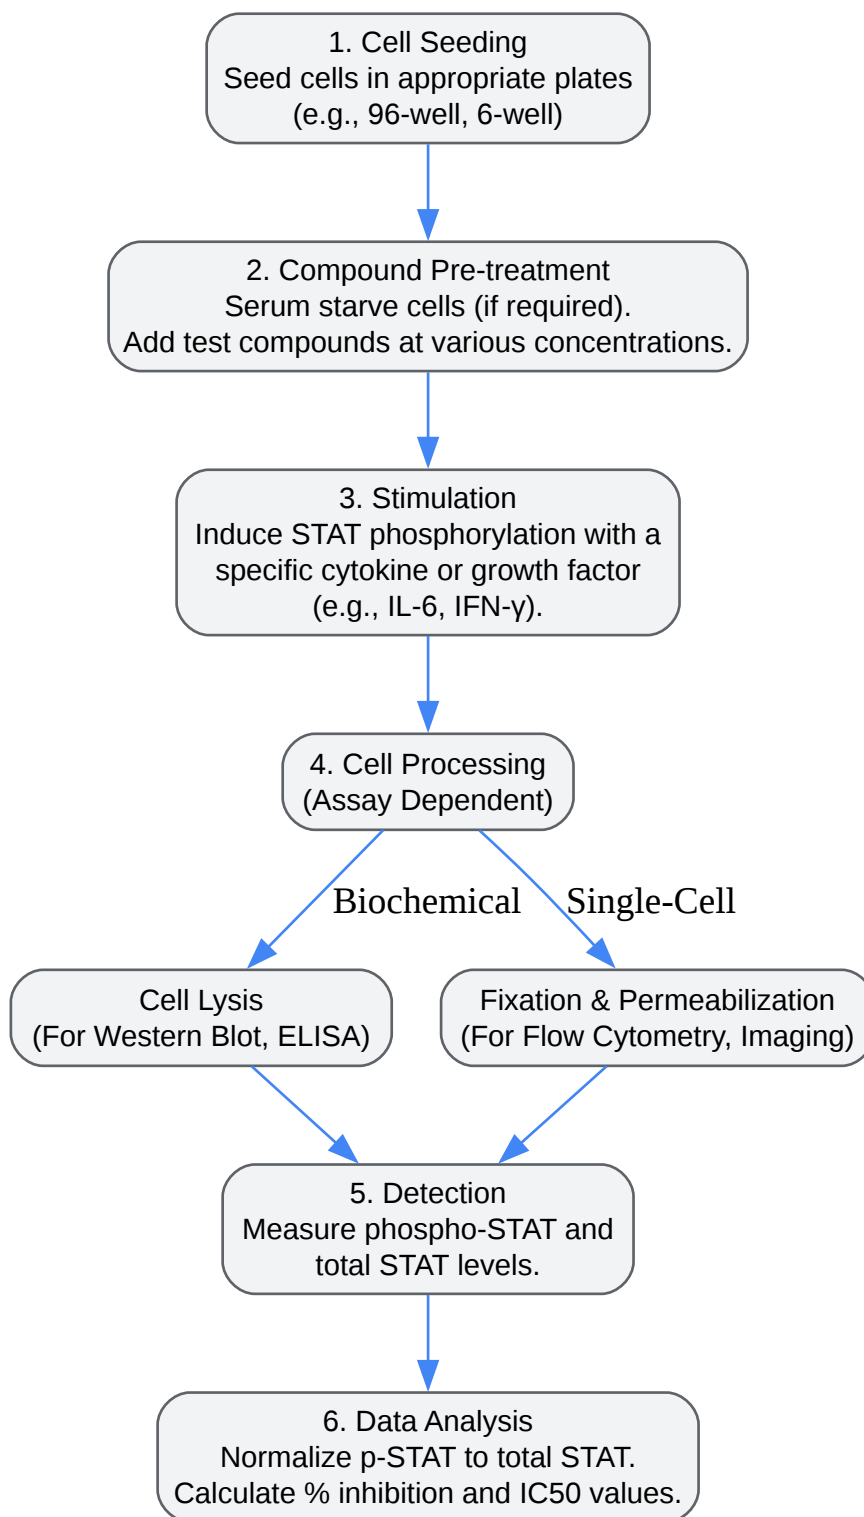 1. Cell Seeding
Seed cells in appropriate plates
(e.g., 96-well, 6-well)
2. Compound Pre-treatment
Serum starve cells (if required).
Add test compounds at various concentrations.
3. Stimulation
Induce STAT phosphorylation with a
specific cytokine or growth factor
(e.g., IL-6, IFN-γ).
4. Cell Processing
(Assay Dependent)
Biochemical
Single-Cell
Cell Lysis
(For Western Blot, ELISA)
Fixation & Permeabilization
(For Flow Cytometry, Imaging)
5. Detection
Measure phospho-STAT and
total STAT levels.
6. Data Analysis
Normalize p-STAT to total STAT.
Calculate % inhibition and IC50 values.